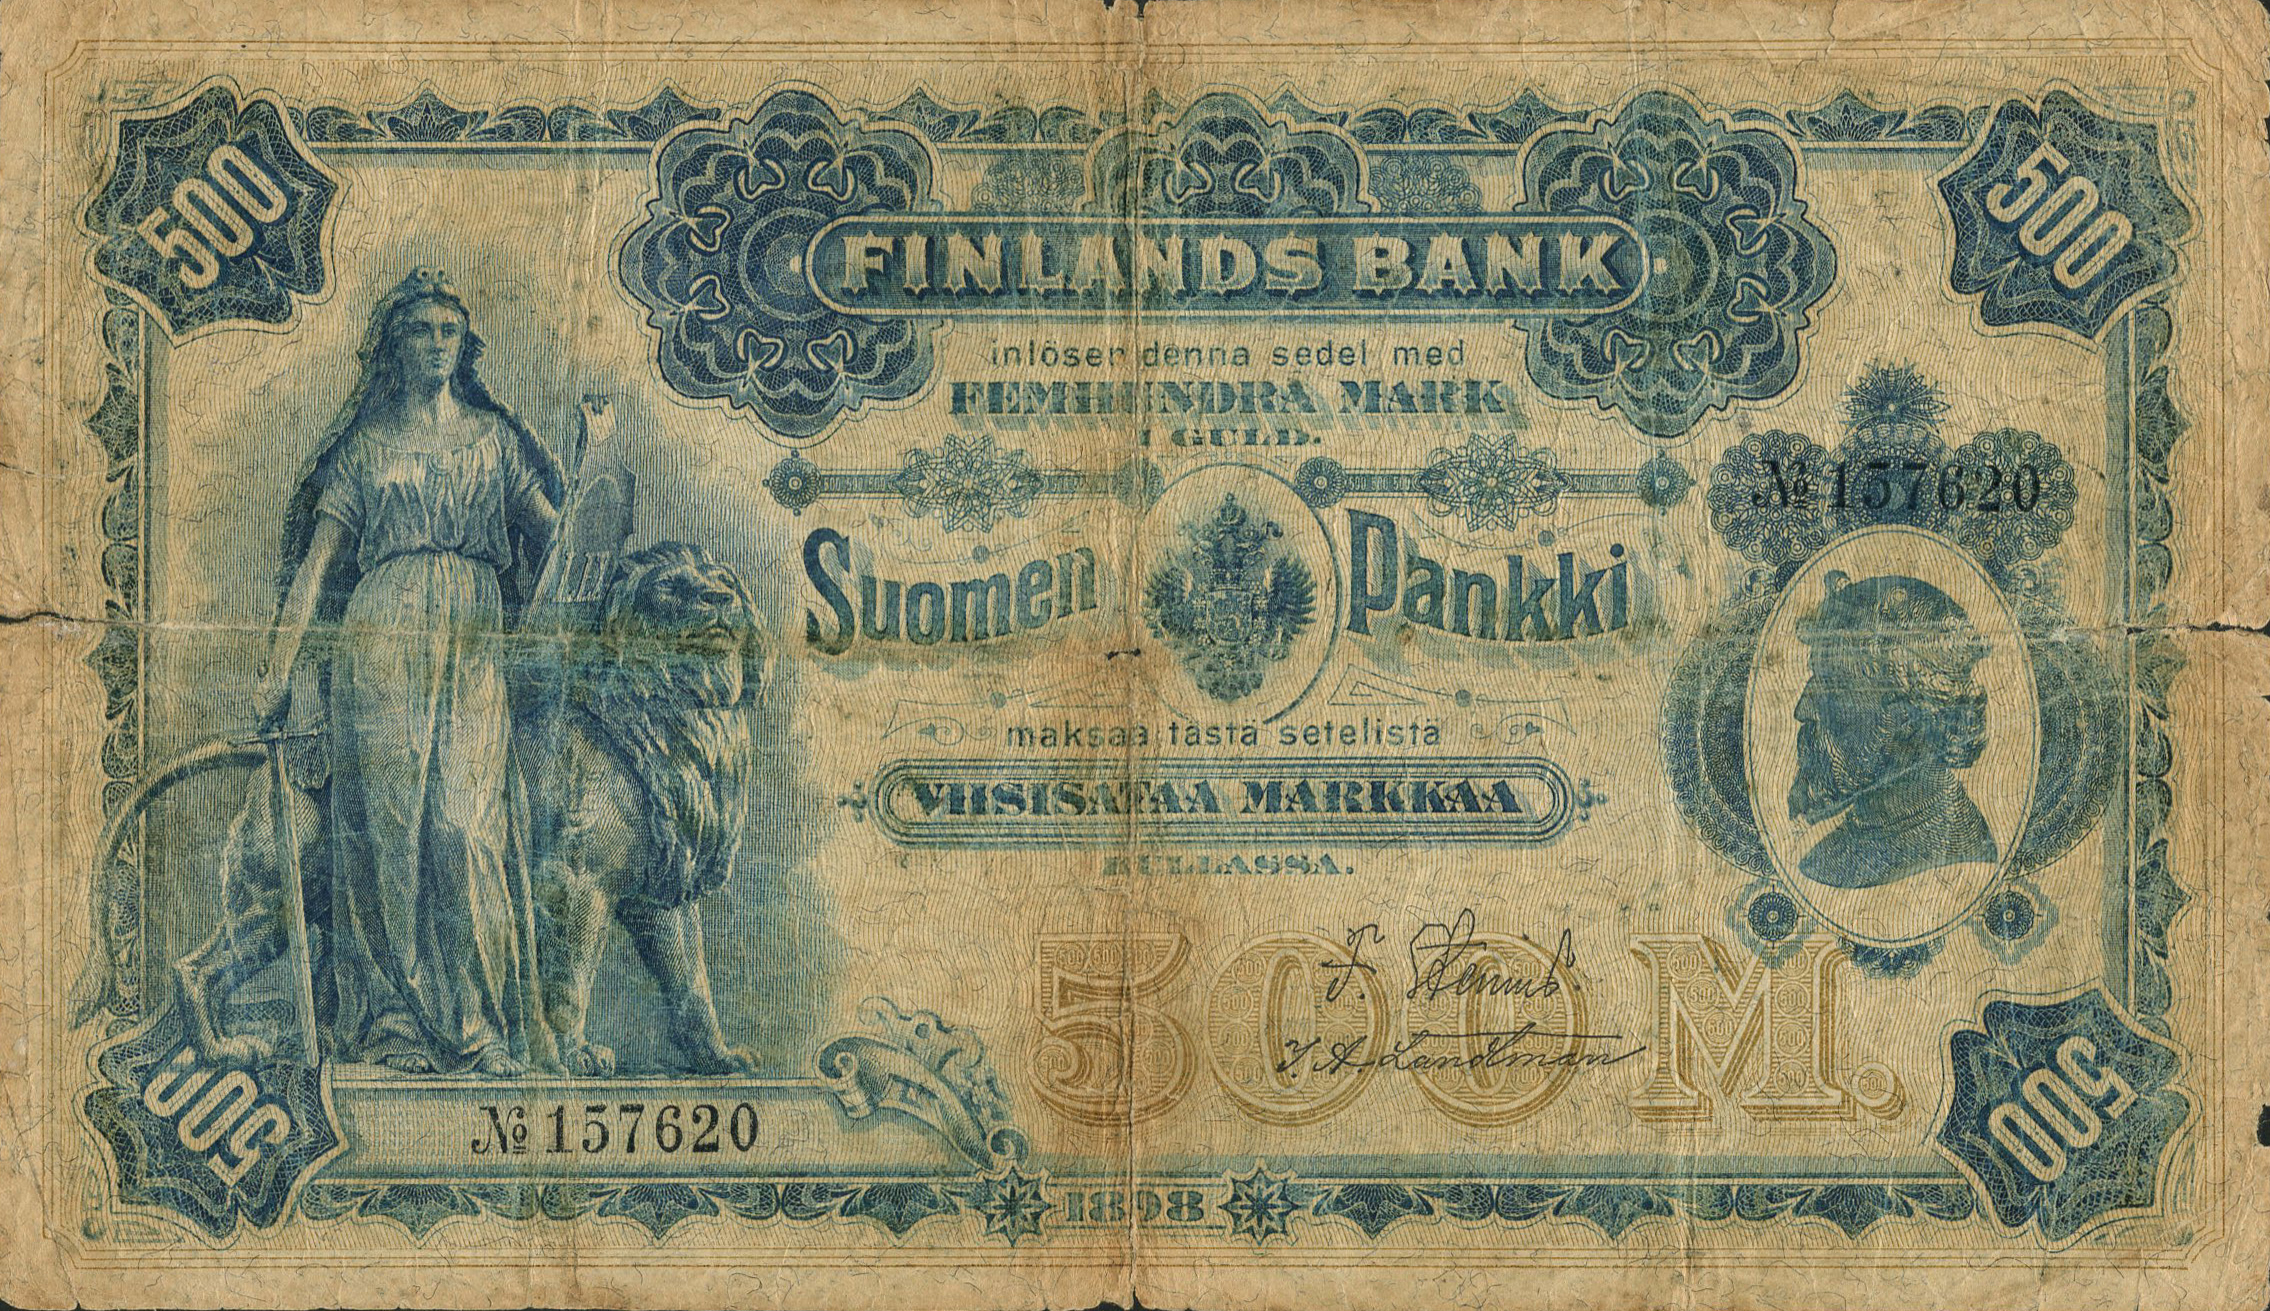 500
500
FINLANDS BANK
inlöser denna sedel med
FEMHUNDRA MARK
I GULD.
№ 157620
Suomen Pankki
maksaa tästä setelistä
VIISISATAA MARKKAA
KULLASSA.
500 M.
J. A. Landtman
500
№ 157620
500
1898